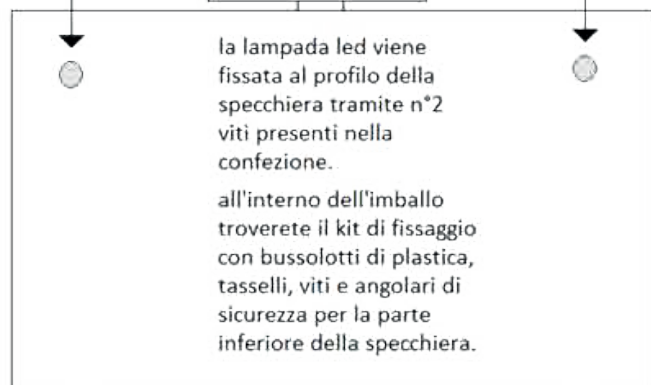 la lampada led viene
fissata al profilo della
specchiera tramite n°2
viti presenti nella
confezione.
all'interno dell'imballo
troverete il kit di fissaggio
con bussolotti di plastica,
tasselli, viti e angolari di
sicurezza per la parte
inferiore della specchiera.